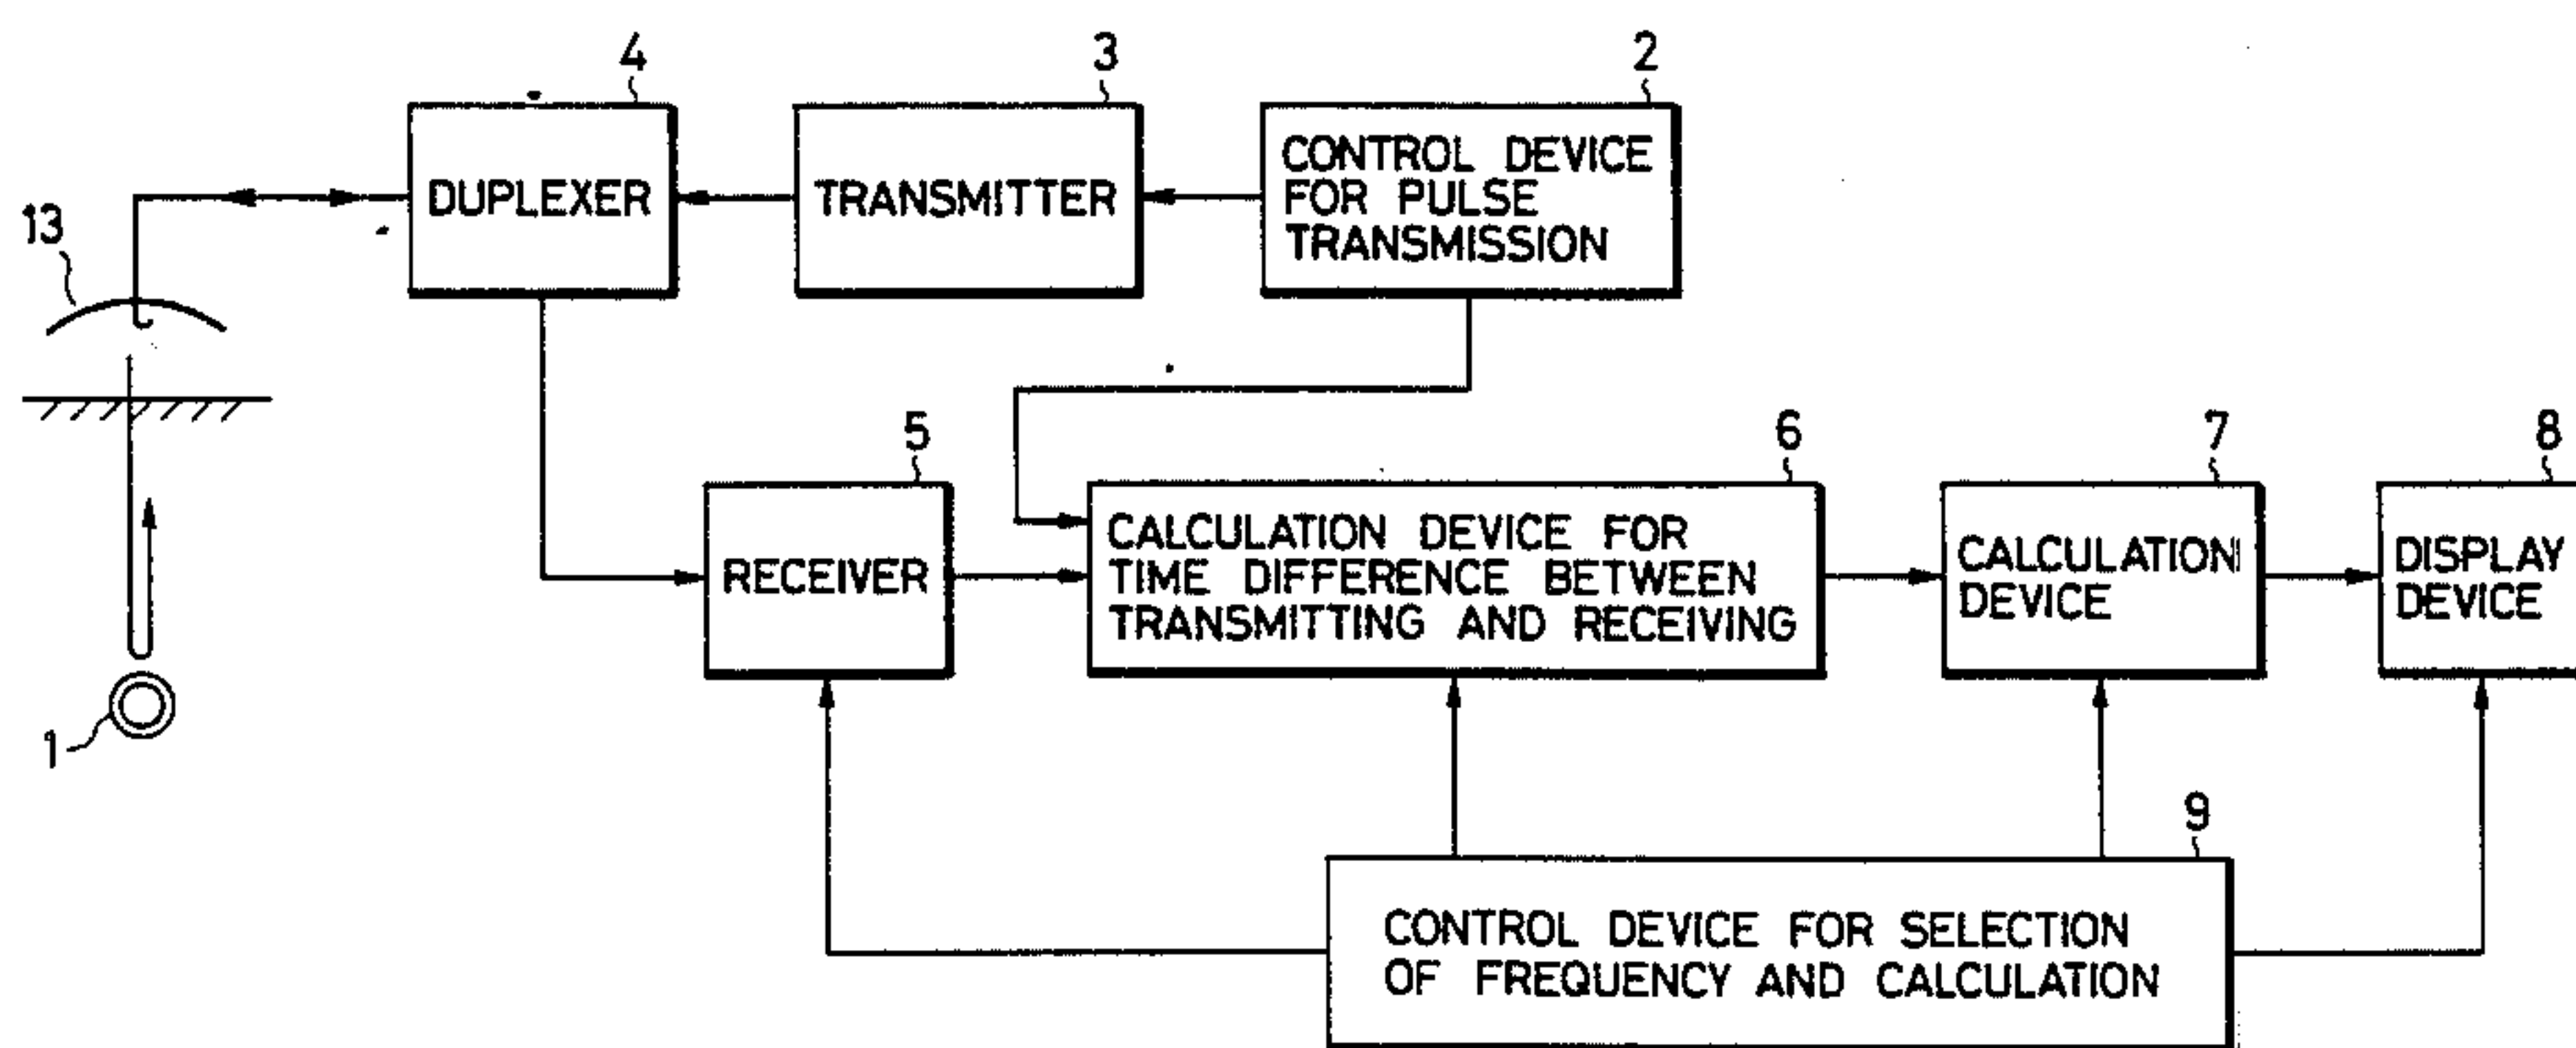 4
3
2
DUPLEXER
TRANSMITTER
CONTROL DEVICE
FOR PULSE
TRANSMISSION
13
5
6
7
8
RECEIVER
CALCULATION DEVICE FOR
TIME DIFFERENCE BETWEEN
TRANSMITTING AND RECEIVING
CALCULATION
DEVICE
DISPLAY
DEVICE
1
9
CONTROL DEVICE FOR SELECTION
OF FREQUENCY AND CALCULATION